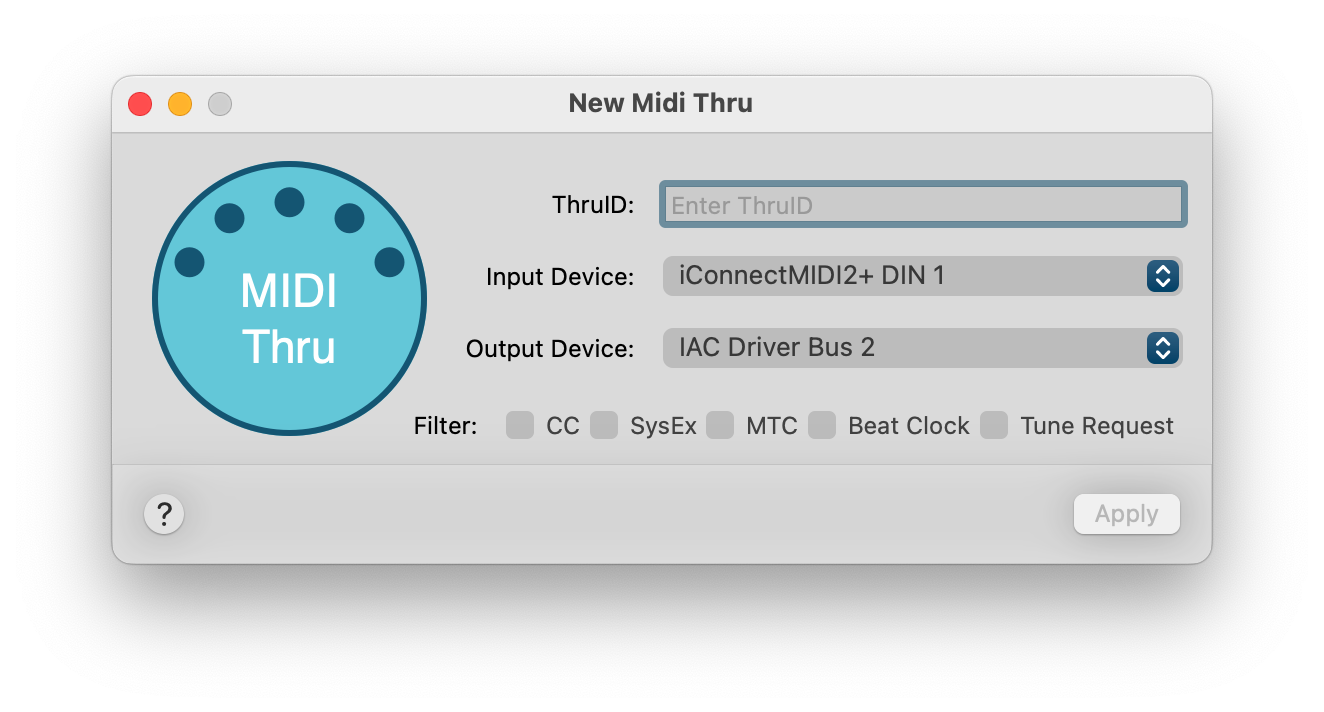 New Midi Thru
MIDI
Thru
ThruID: Enter ThruID
Input Device: iConnectMIDI2+ DIN 1
Output Device: IAC Driver Bus 2
Filter: CC SysEx MTC Beat Clock Tune Request
? Apply